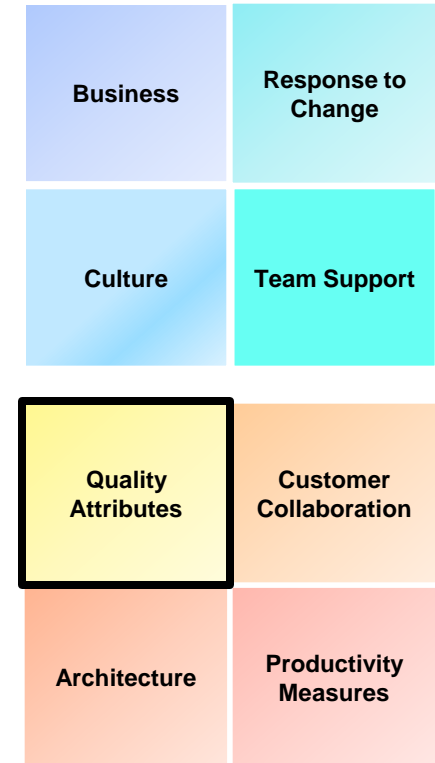 Business
Response to
Change
Culture
Team Support
Quality
Attributes
Customer
Collaboration
Architecture
Productivity
Measures